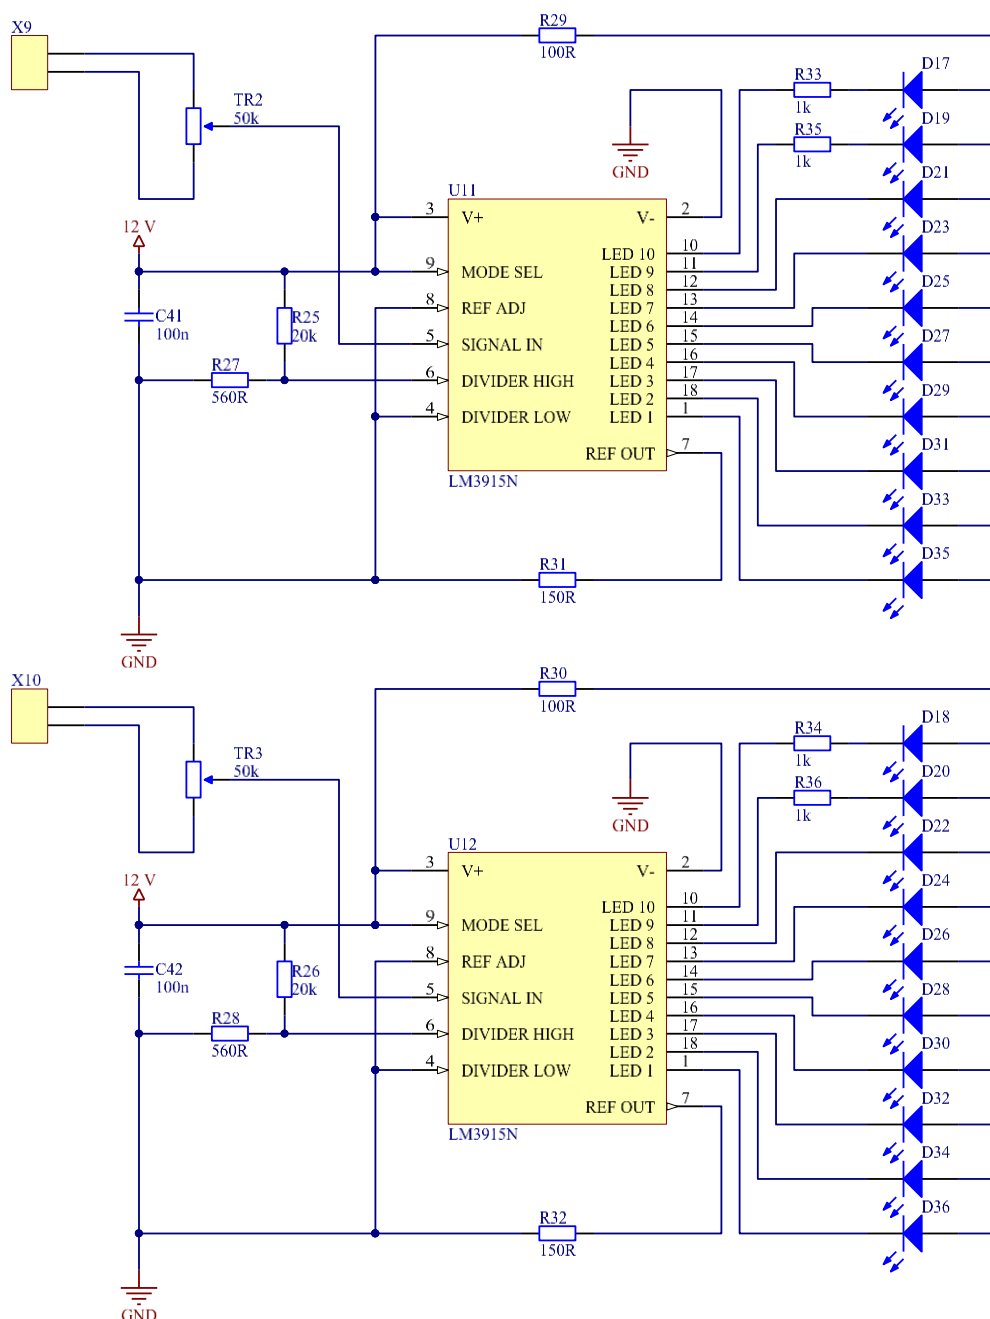 X9
R29
100R
D17
R33
1k
TR2
50k
D19
R35
1k
GND
D21
U11
3 V+ V- 2
12 V
D23
LED 10 10
9 MODE SEL LED 9 11
LED 8 12
D25
8 REF ADJ LED 7 13
C41
100n
R25
20k
LED 6 14
D27
5 SIGNAL IN LED 5 15
R27
560R
LED 4 16
6 DIVIDER HIGH LED 3 17
D29
LED 2 18
4 DIVIDER LOW LED 1 1
D31
REF OUT 7
LM3915N
D33
D35
R31
150R
GND
X10
R30
100R
D18
R34
1k
TR3
50k
D20
R36
1k
GND
D22
U12
3 V+ V- 2
12 V
D24
LED 10 10
9 MODE SEL LED 9 11
LED 8 12
D26
8 REF ADJ LED 7 13
C42
100n
R26
20k
LED 6 14
D28
5 SIGNAL IN LED 5 15
R28
560R
LED 4 16
6 DIVIDER HIGH LED 3 17
D30
LED 2 18
4 DIVIDER LOW LED 1 1
D32
REF OUT 7
LM3915N
D34
D36
R32
150R
GND